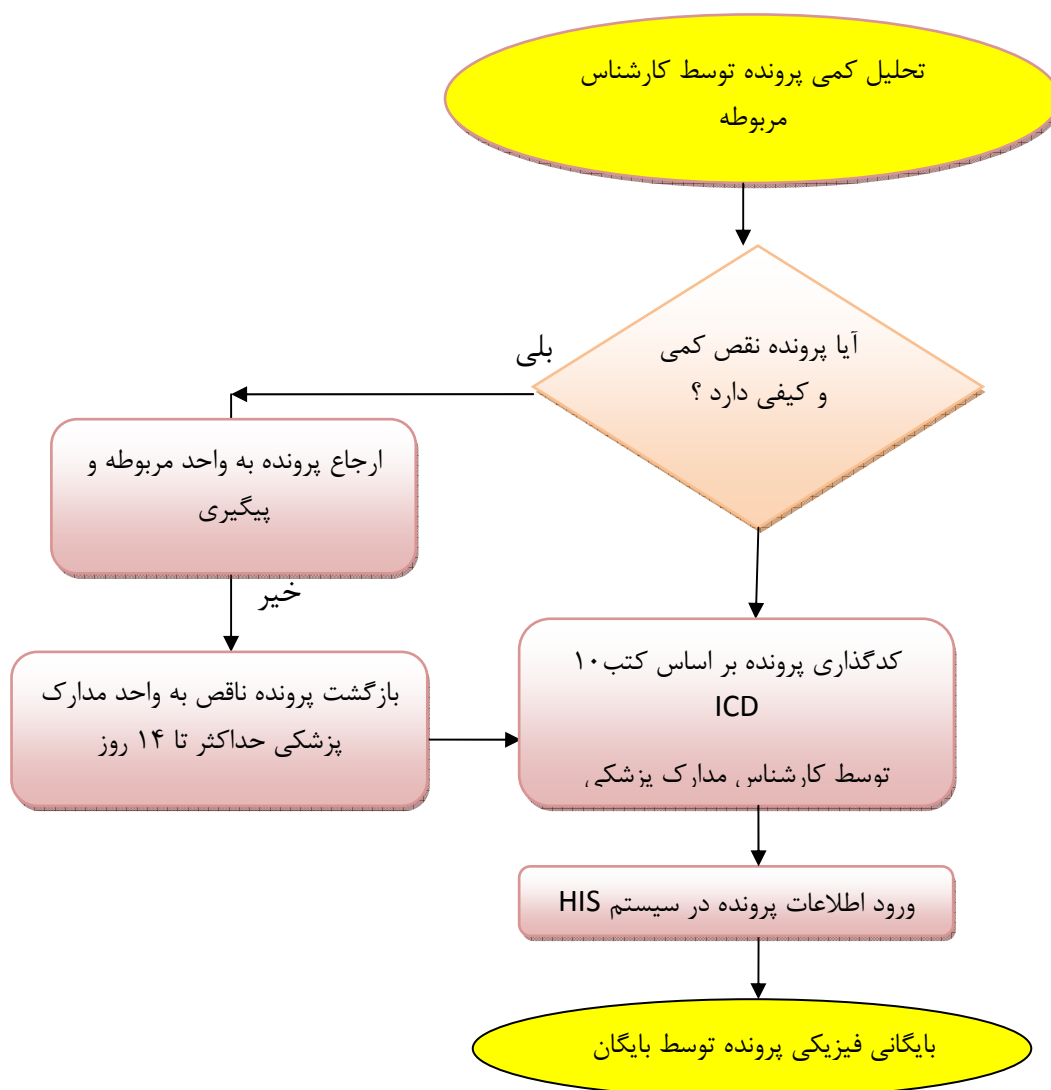 تحلیل کمی پرونده توسط کارشناس
مربوطه
آیا پرونده نقص کمی
و کیفی دارد ؟
بلی
ارجاع پرونده به واحد مربوطه و
پیگیری
خیر
بازگشت پرونده ناقص به واحد مدارک
پزشکی حداکثر تا ۱۴ روز
کدگذاری پرونده بر اساس کتب۱۰
ICD
توسط کارشناس مدارک پزشکی
ورود اطلاعات پرونده در سیستم HIS
بایگانی فیزیکی پرونده توسط بایگان